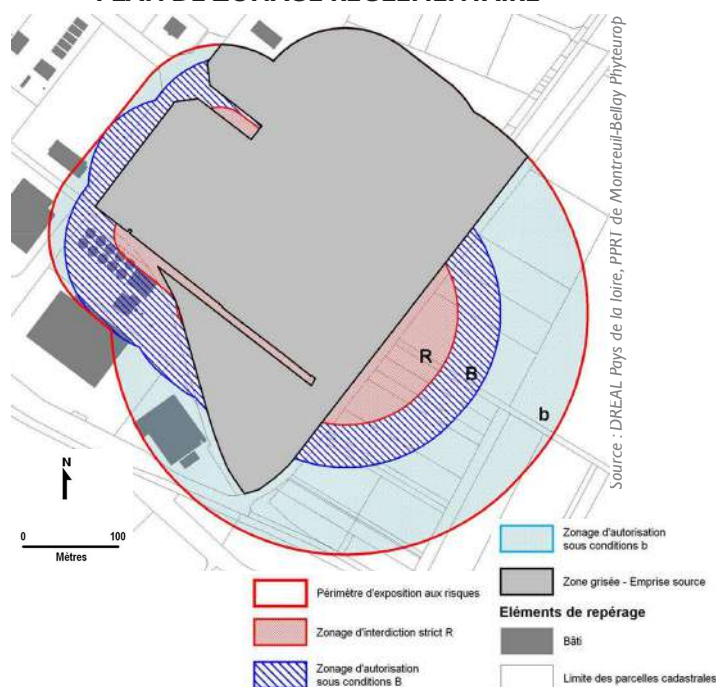 PLAN DE ZONAGE RÉGLEMENTAIRE
R
B
b
N
0 100
Mètres
Source : DREAL Pays de la loire, PPRT de Montreuil-Bellay Phyteurop
Périmètre d'exposition aux risques
Zonage d'interdiction strict R
Zonage d'autorisation
sous conditions B
Zonage d'autorisation
sous conditions b
Zone grisée - Emprise source
Eléments de repérage
Bâti
Limite des parcelles cadastrales